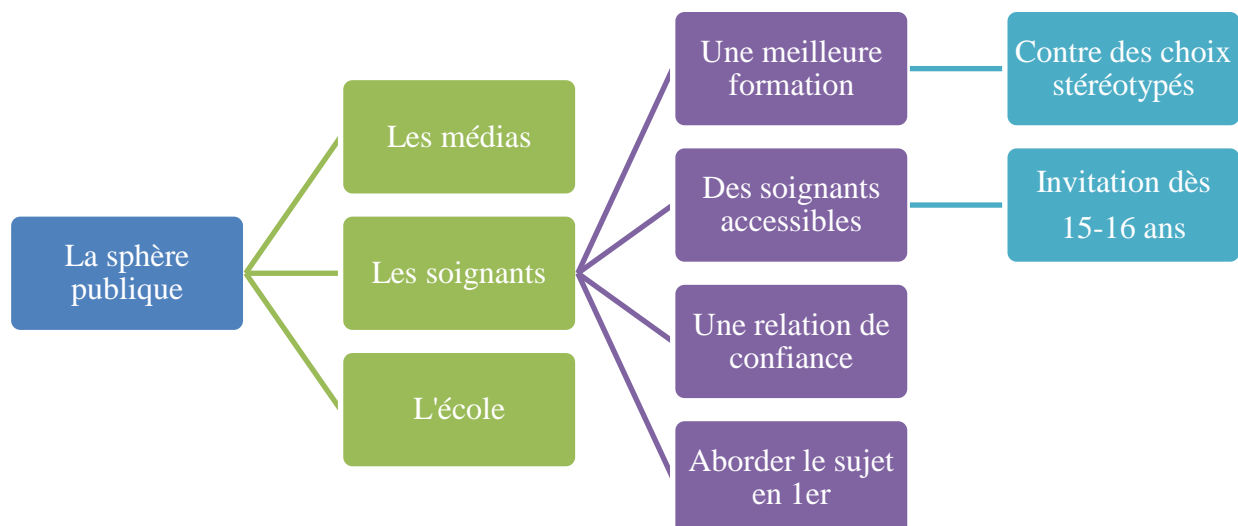 La sphère
publique
Les médias
Les soignants
L'école
Une meilleure
formation
Des soignants
accessibles
Une relation de
confiance
Aborder le sujet
en 1er
Contre des choix
stéréotypés
Invitation dès
15-16 ans